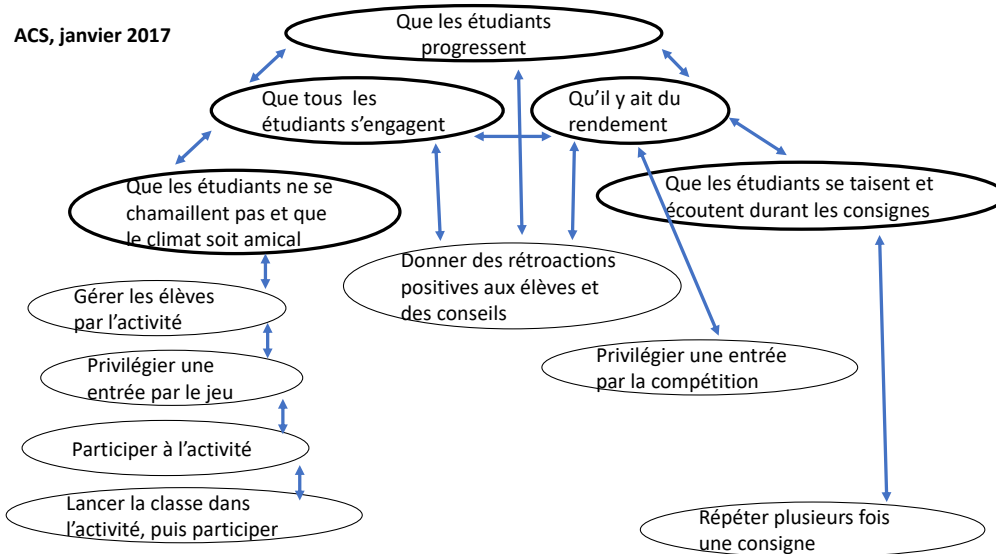 ACS, janvier 2017
Que les étudiants
progressent
Que tous les
étudiants s'engagent
Qu'il y ait du
rendement
Que les étudiants ne se
chamaillent pas et que
le climat soit amical
Que les étudiants se taisent et
écoutent durant les consignes
Donner des rétroactions
positives aux élèves et
des conseils
Gérer les élèves
par l'activité
Privilégier une
entrée par le jeu
Privilégier une entrée
par la compétition
Participer à l'activité
Lancer la classe dans
l'activité, puis participer
Répéter plusieurs fois
une consigne